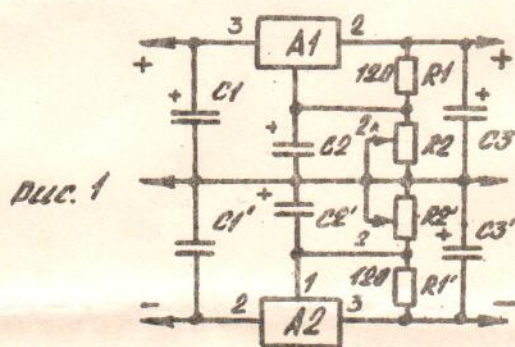 3 A1 2
+ +
120 R1
+ C1 + C3
+ C2 2к R2
рис. 1
+ C2' R2'
C1' + C3'
2
120 R1'
1
- 2 A2 3 -